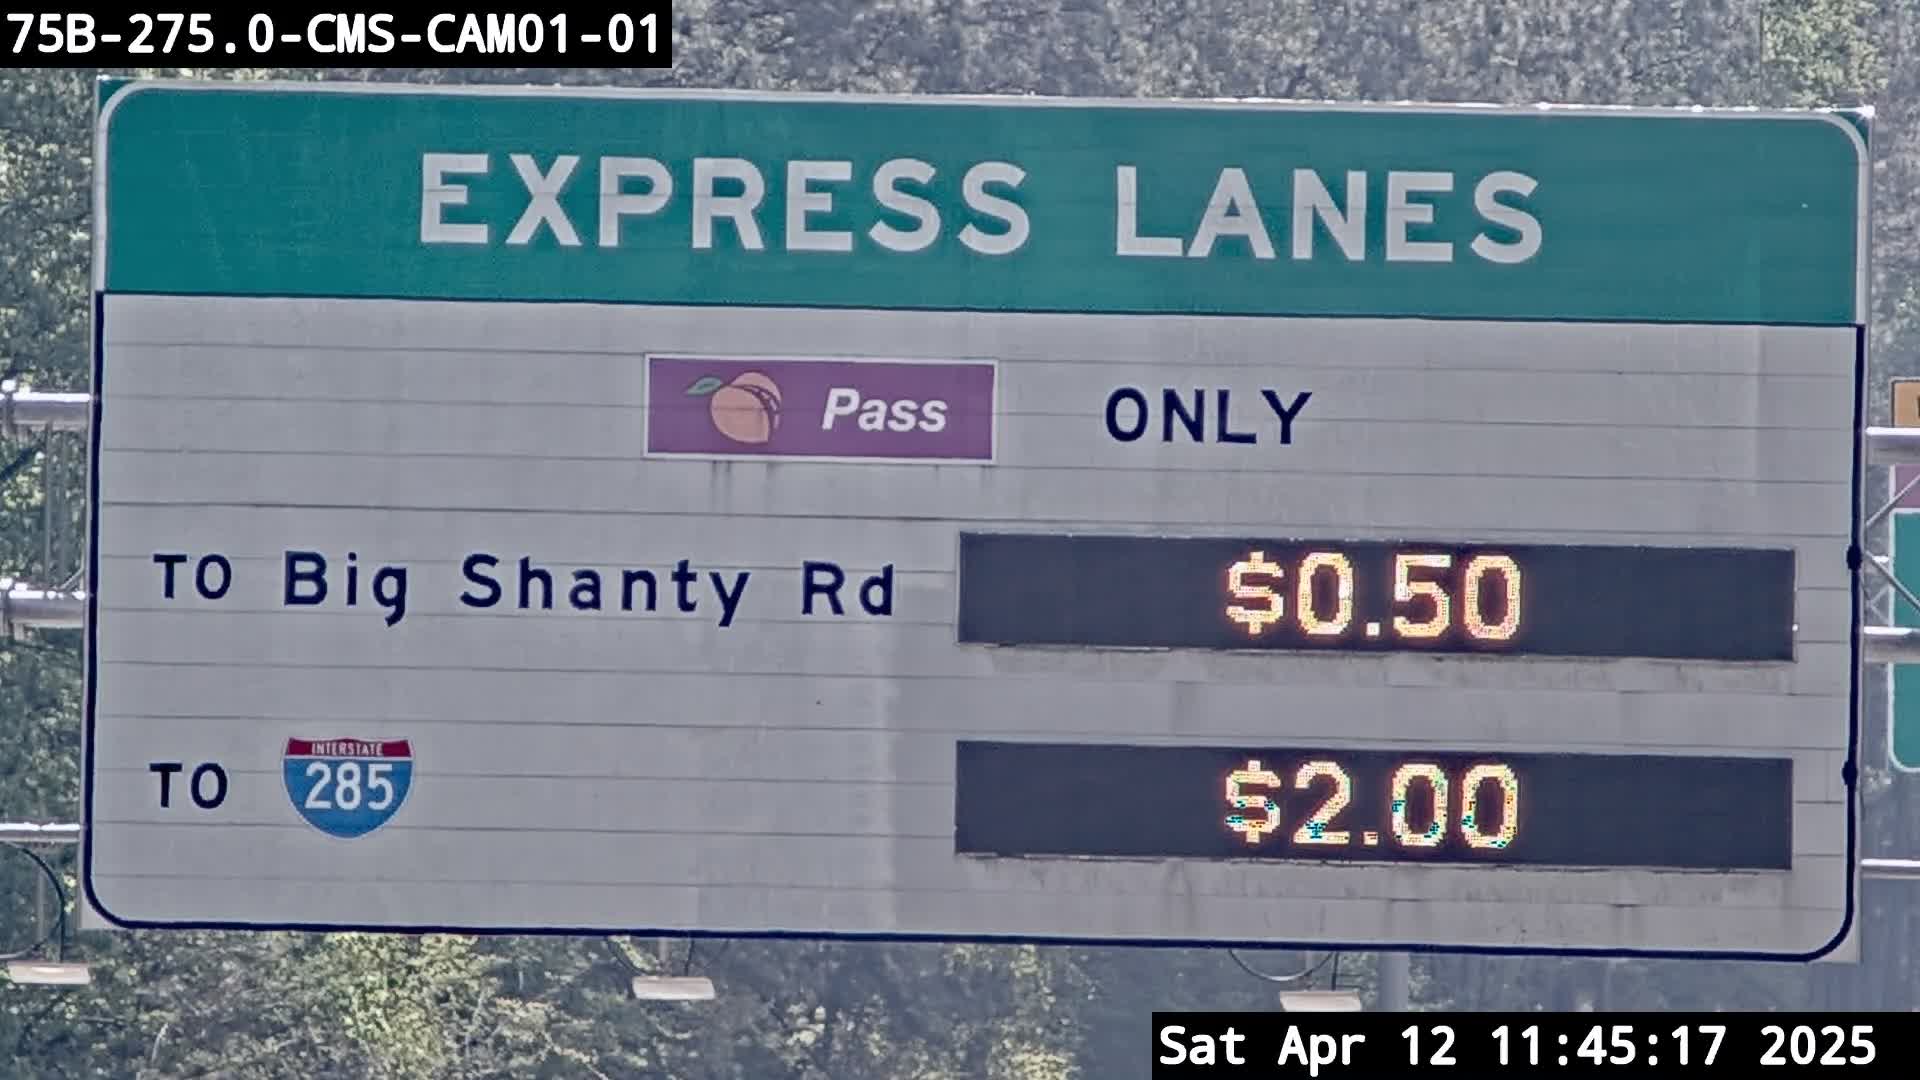 75B-275.0-CMS-CAM01-01
EXPRESS LANES
Pass ONLY
TO Big Shanty Rd $0.50
INTERSTATE
TO 285 $2.00
Sat Apr 12 11:45:17 2025